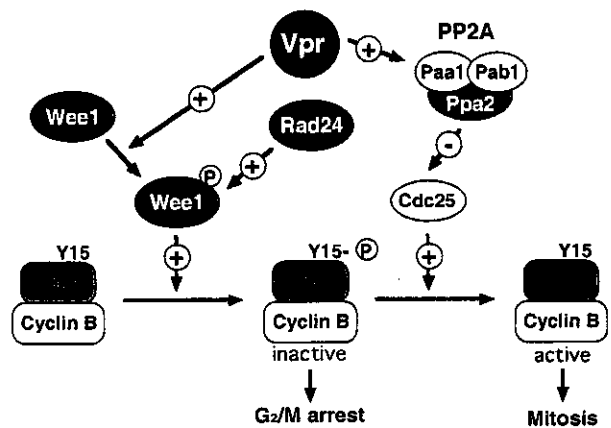 PP2A
Vpr
+
Paa1 Pab1
Ppa2
+
Wee1
Rad24
+
-
P
Wee1
Cdc25
Y15
+
Y15- P
+
Y15
Cyclin B
Cyclin B
Cyclin B
inactive
active
G2/M arrest
Mitosis